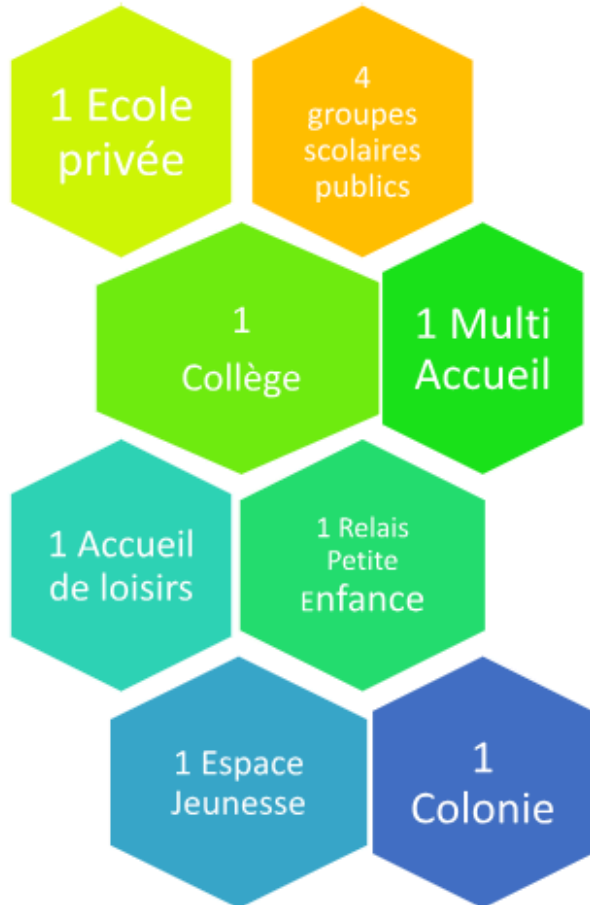 1 Ecole
privée
4
groupes
scolaires
publics
1
Collège
1 Multi
Accueil
1 Accueil
de loisirs
1 Relais
Petite
Enfance
1 Espace
Jeunesse
1
Colonie